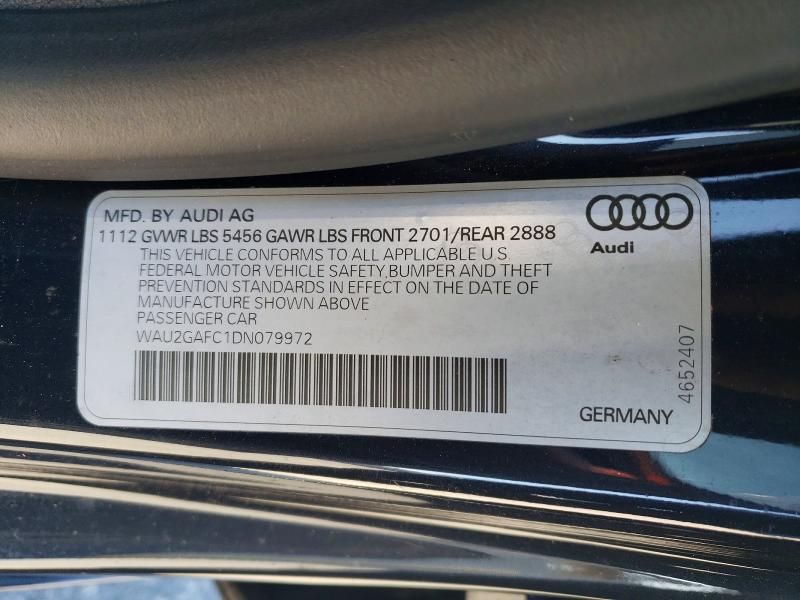 MFD. BY AUDI AG
1112 GVWR LBS 5456 GAWR LBS FRONT 2701/REAR 2888
THIS VEHICLE CONFORMS TO ALL APPLICABLE U.S.
FEDERAL MOTOR VEHICLE SAFETY,BUMPER AND THEFT
PREVENTION STANDARDS IN EFFECT ON THE DATE OF
MANUFACTURE SHOWN ABOVE
PASSENGER CAR
WAU2GAFC1DN079972
Audi
4652407
GERMANY